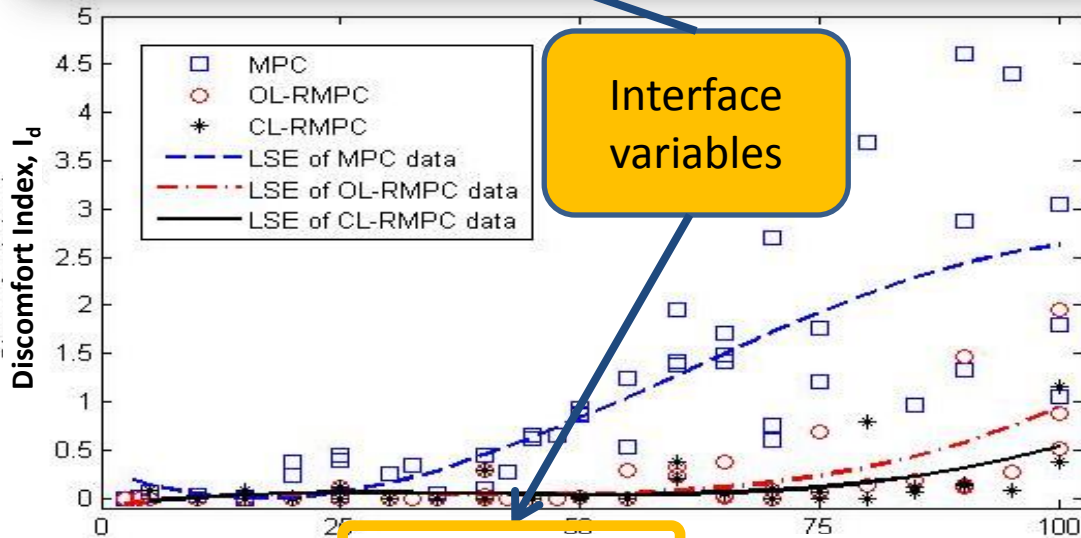 5
4.5
4
3.5
3
2.5
2
1.5
1
0.5
0
Discomfort Index, I_d
MPC
OL-RMPC
CL-RMPC
LSE of MPC data
LSE of OL-RMPC data
LSE of CL-RMPC data
Interface
variables
0
75
100